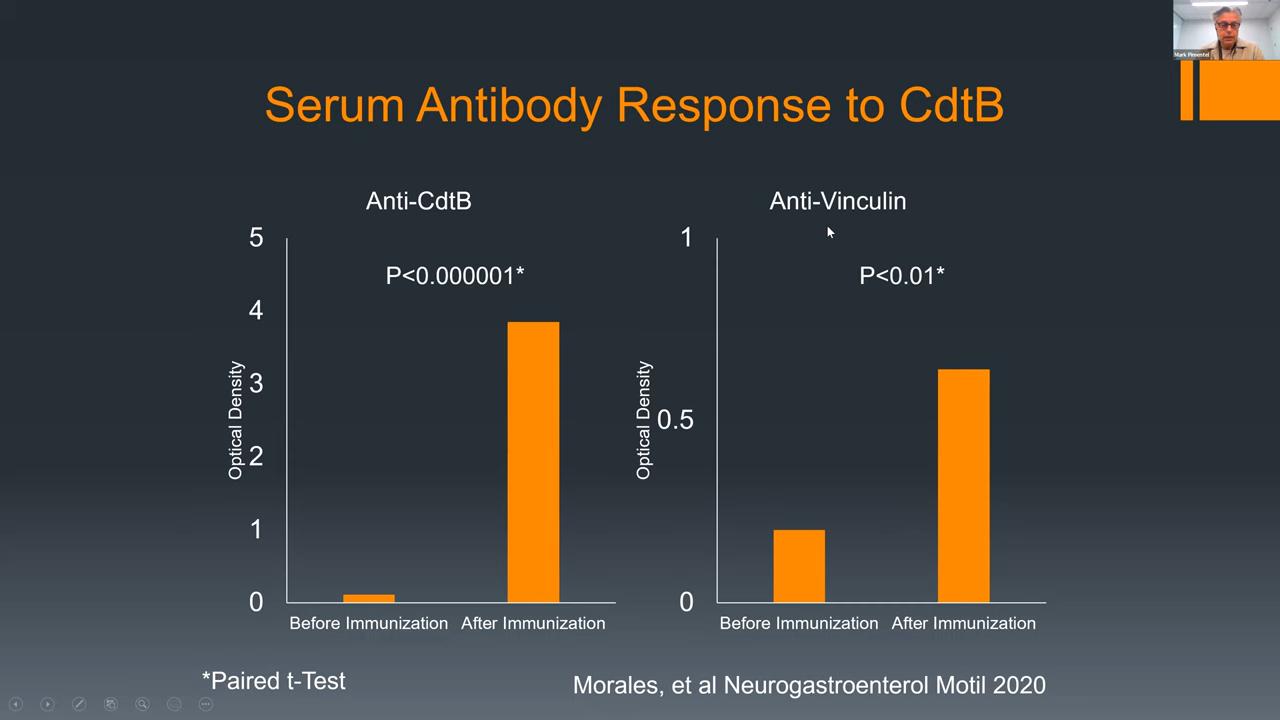 Mark Pimentel
Serum Antibody Response to CdtB
Anti-CdtB
5
4
3
2
1
0
Optical Density
P<0.000001*
Before Immunization
After Immunization
Anti-Vinculin
1
0.5
0
Optical Density
P<0.01*
Before Immunization
After Immunization
*Paired t-Test
Morales, et al Neurogastroenterol Motil 2020